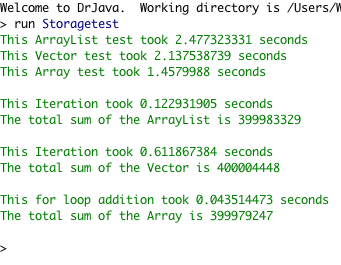 Welcome to DrJava.  Working directory is /Users/
> run Storagetest
This ArrayList test took 2.477323331 seconds
This Vector test took 2.137538739 seconds
This Array test took 1.4579988 seconds

This Iteration took 0.122931905 seconds
The total sum of the ArrayList is 399983329

This Iteration took 0.611867384 seconds
The total sum of the Vector is 400004448

This for loop addition took 0.043514473 seconds
The total sum of the Array is 399979247

>